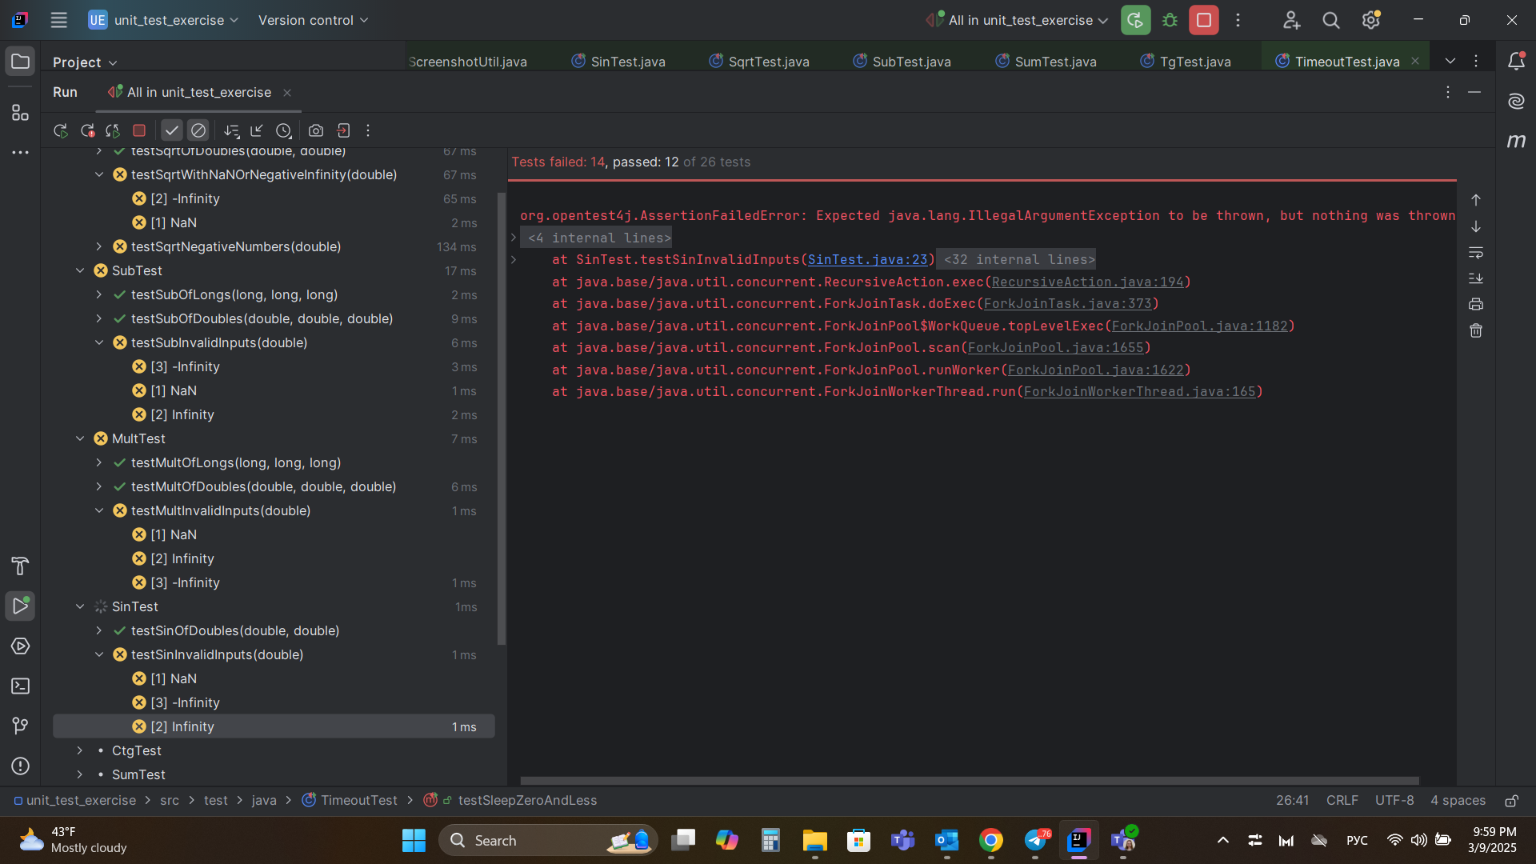 UE unit_test_exercise Version control All in unit_test_exercise
Project ScreenshotUtil.java SinTest.java SqrtTest.java SubTest.java SumTest.java TgTest.java TimeoutTest.java
Run All in unit_test_exercise
testSqrtOfDoubles(double, double) 67 ms
testSqrtWithNaNOrNegativeInfinity(double) 67 ms
[2] -Infinity 65 ms
[1] NaN 2 ms
testSqrtNegativeNumbers(double) 134 ms
SubTest 17 ms
testSubOfLongs(long, long, long) 2 ms
testSubOfDoubles(double, double, double) 9 ms
testSubInvalidInputs(double) 6 ms
[3] -Infinity 3 ms
[1] NaN 1 ms
[2] Infinity 2 ms
MultTest 7 ms
testMultOfLongs(long, long, long)
testMultOfDoubles(double, double, double) 6 ms
testMultInvalidInputs(double) 1 ms
[1] NaN
[2] Infinity
[3] -Infinity 1 ms
SinTest 1ms
testSinOfDoubles(double, double)
testSinInvalidInputs(double) 1 ms
[1] NaN
[3] -Infinity
[2] Infinity 1 ms
CtgTest
SumTest
Tests failed: 14, passed: 12 of 26 tests
org.opentest4j.AssertionFailedError: Expected java.lang.IllegalArgumentException to be thrown, but nothing was thrown
<4 internal lines>
at SinTest.testSinInvalidInputs(SinTest.java:23) <32 internal lines>
at java.base/java.util.concurrent.RecursiveAction.exec(RecursiveAction.java:194)
at java.base/java.util.concurrent.ForkJoinTask.doExec(ForkJoinTask.java:373)
at java.base/java.util.concurrent.ForkJoinPool$WorkQueue.topLevelExec(ForkJoinPool.java:1182)
at java.base/java.util.concurrent.ForkJoinPool.scan(ForkJoinPool.java:1655)
at java.base/java.util.concurrent.ForkJoinPool.runWorker(ForkJoinPool.java:1622)
at java.base/java.util.concurrent.ForkJoinWorkerThread.run(ForkJoinWorkerThread.java:165)
unit_test_exercise > src > test > java > TimeoutTest > testSleepZeroAndLess 26:41 CRLF UTF-8 4 spaces
43°F
Mostly cloudy
Search
РУС
9:59 PM
3/9/2025